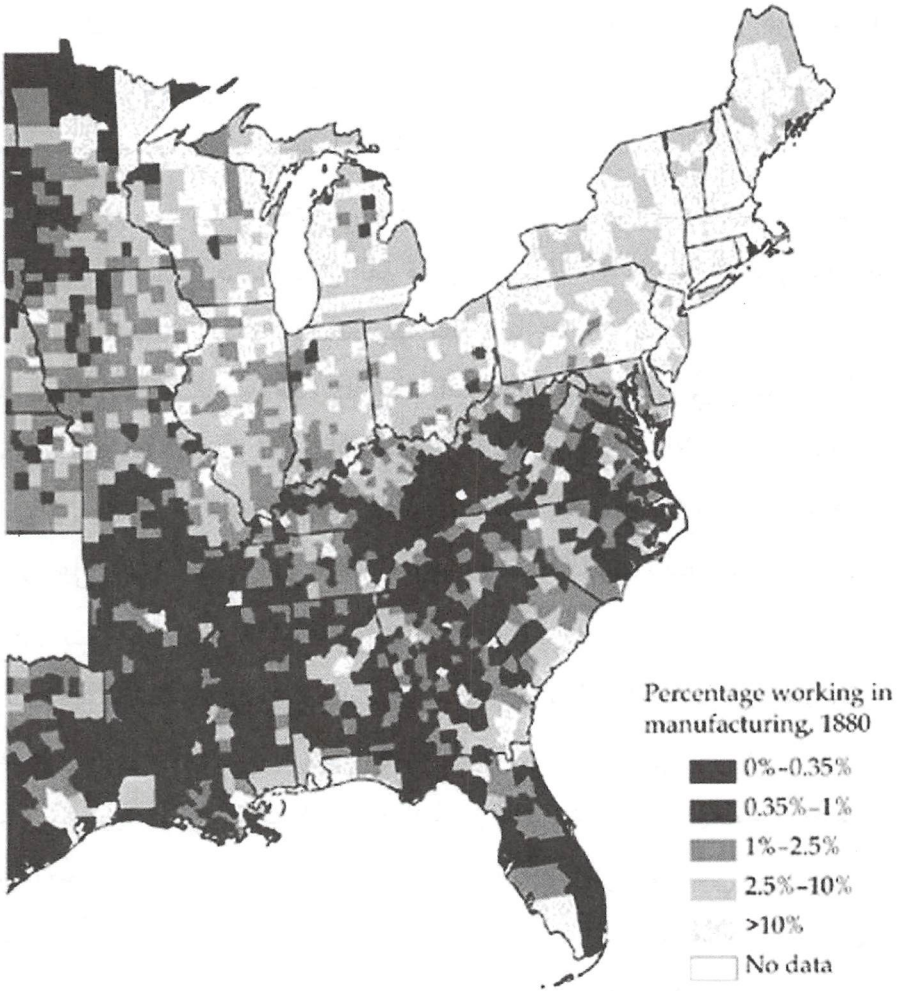 Percentage working in
manufacturing, 1880
0%–0.35%
0.35%–1%
1%–2.5%
2.5%–10%
>10%
No data